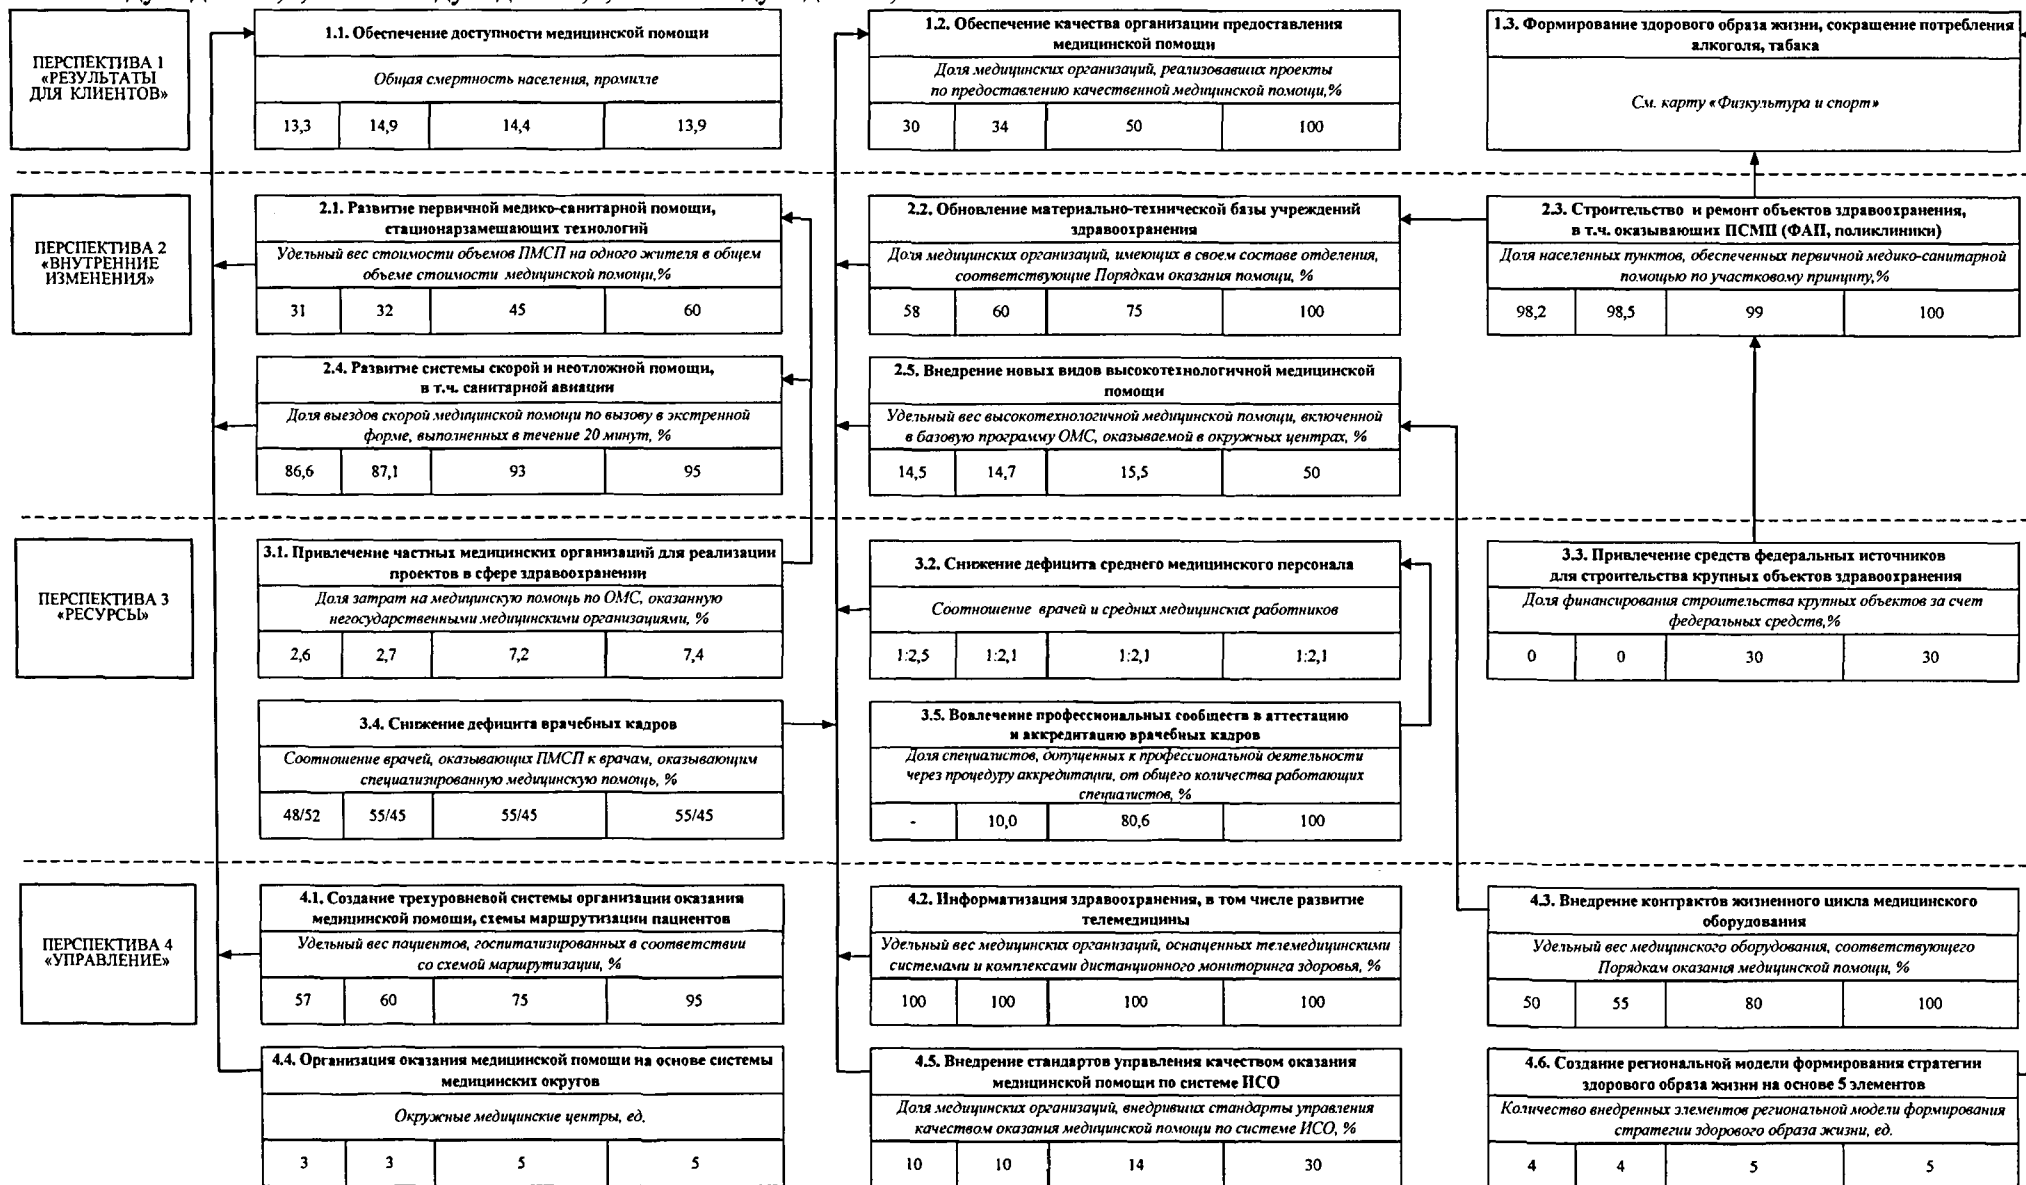 ПЕРСПЕКТИВА 1
«РЕЗУЛЬТАТЫ
ДЛЯ КЛИЕНТОВ»
1.1. Обеспечение доступности медицинской помощи
Общая смертность населения, промилле
13,3 14,9 14,4 13,9
1.2. Обеспечение качества организации предоставления
медицинской помощи
Доля медицинских организаций, реализовавших проекты
по предоставлению качественной медицинской помощи,%
30 34 50 100
1.3. Формирование здорового образа жизни, сокращение потребления
алкоголя, табака
См. карту «Физкультура и спорт»
ПЕРСПЕКТИВА 2
«ВНУТРЕННИЕ
ИЗМЕНЕНИЯ»
2.1. Развитие первичной медико-санитарной помощи,
стационарзамещающих технологий
Удельный вес стоимости объемов ПМСП на одного жителя в общем
объеме стоимости медицинской помощи,%
31 32 45 60
2.2. Обновление материально-технической базы учреждений
здравоохранения
Доля медицинских организаций, имеющих в своем составе отделения,
соответствующие Порядкам оказания помощи, %
58 60 75 100
2.3. Строительство и ремонт объектов здравоохранения,
в т.ч. оказывающих ПСМП (ФАП, поликлиники)
Доля населенных пунктов, обеспеченных первичной медико-санитарной
помощью по участковому принципу,%
98,2 98,5 99 100
2.4. Развитие системы скорой и неотложной помощи,
в т.ч. санитарной авиации
Доля выездов скорой медицинской помощи по вызову в экстренной
форме, выполненных в течение 20 минут, %
86,6 87,1 93 95
2.5. Внедрение новых видов высокотехнологичной медицинской
помощи
Удельный вес высокотехнологичной медицинской помощи, включенной
в базовую программу ОМС, оказываемой в окружных центрах, %
14,5 14,7 15,5 50
ПЕРСПЕКТИВА 3
«РЕСУРСЫ»
3.1. Привлечение частных медицинских организаций для реализации
проектов в сфере здравоохранении
Доля затрат на медицинскую помощь по ОМС, оказанную
негосударственными медицинскими организациями, %
2,6 2,7 7,2 7,4
3.2. Снижение дефицита среднего медицинского персонала
Соотношение врачей и средних медицинских работников
1:2,5 1:2,1 1:2,1 1:2,1
3.3. Привлечение средств федеральных источников
для строительства крупных объектов здравоохранения
Доля финансирования строительства крупных объектов за счет
федеральных средств,%
0 0 30 30
3.4. Снижение дефицита врачебных кадров
Соотношение врачей, оказывающих ПМСП к врачам, оказывающим
специализированную медицинскую помощь, %
48/52 55/45 55/45 55/45
3.5. Вовлечение профессиональных сообществ в аттестацию
и аккредитацию врачебных кадров
Доля специалистов, допущенных к профессиональной деятельности
через процедуру аккредитации, от общего количества работающих
специалистов, %
- 10,0 80,6 100
ПЕРСПЕКТИВА 4
«УПРАВЛЕНИЕ»
4.1. Создание трехуровневой системы организации оказания
медицинской помощи, схемы маршрутизации пациентов
Удельный вес пациентов, госпитализированных в соответствии
со схемой маршрутизации, %
57 60 75 95
4.2. Информатизация здравоохранения, в том числе развитие
телемедицины
Удельный вес медицинских организаций, оснащенных телемедицинскими
системами и комплексами дистанционного мониторинга здоровья, %
100 100 100 100
4.3. Внедрение контрактов жизненного цикла медицинского
оборудования
Удельный вес медицинского оборудования, соответствующего
Порядкам оказания медицинской помощи, %
50 55 80 100
4.4. Организация оказания медицинской помощи на основе системы
медицинских округов
Окружные медицинские центры, ед.
3 3 5 5
4.5. Внедрение стандартов управления качеством оказания
медицинской помощи по системе ИСО
Доля медицинских организаций, внедривших стандарты управления
качеством оказания медицинской помощи по системе ИСО, %
10 10 14 30
4.6. Создание региональной модели формирования стратегии
здорового образа жизни на основе 5 элементов
Количество внедренных элементов региональной модели формирования
стратегии здорового образа жизни, ед.
4 4 5 5